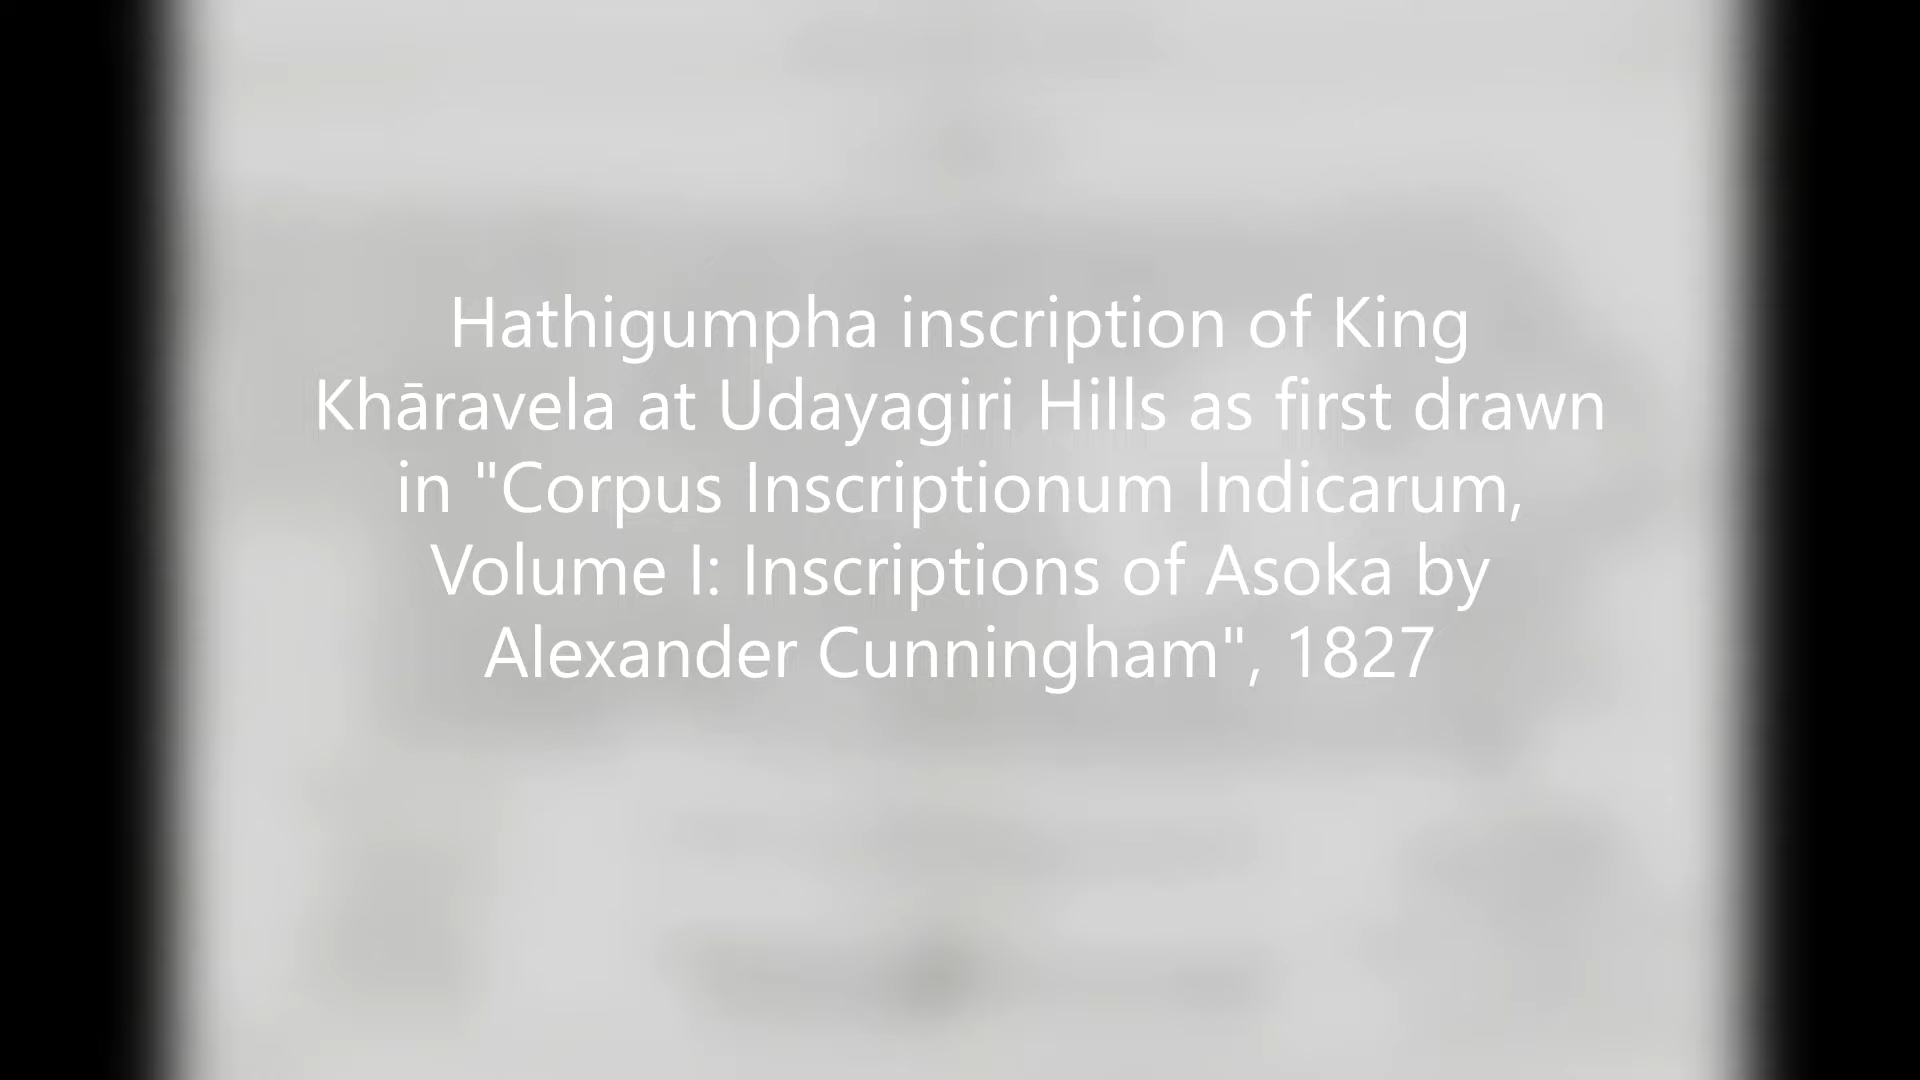 Hathigumpha inscription of King
Khāravela at Udayagiri Hills as first drawn
in "Corpus Inscriptionum Indicarum,
Volume I: Inscriptions of Asoka by
Alexander Cunningham", 1827